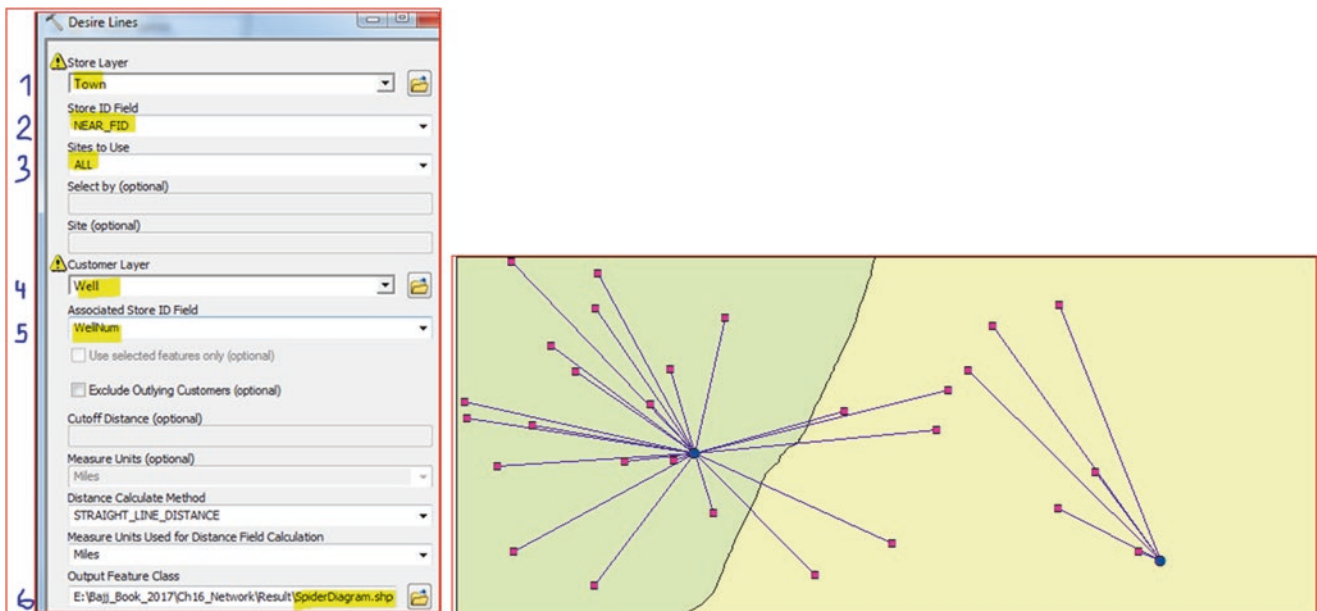 Desire Lines
Store Layer
1 Town
Store ID Field
2 NEAR_FID
Sites to Use
3 ALL
Select by (optional)
Site (optional)
Customer Layer
4 Well
Associated Store ID Field
5 WellNum
Use selected features only (optional)
Exclude Outlying Customers (optional)
Cutoff Distance (optional)
Measure Units (optional)
Miles
Distance Calculate Method
STRAIGHT_LINE_DISTANCE
Measure Units Used for Distance Field Calculation
Miles
Output Feature Class
6 E:\Bajj_Book_2017\Ch16_Network\Result\SpiderDiagram.shp